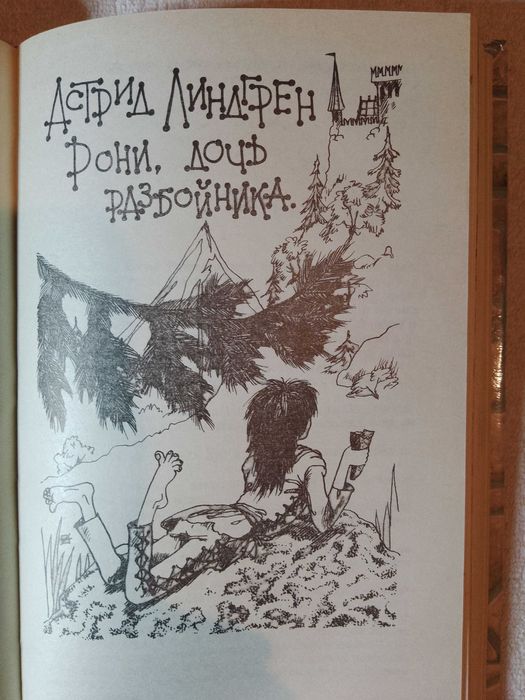 Астрид Линдгрен
Рони, дочь
разбойника.